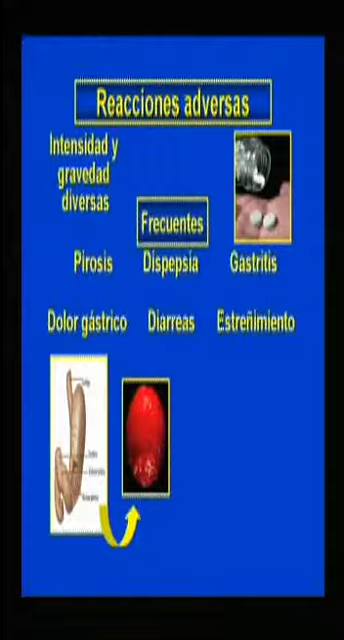 Reacciones adversas
Intensidad y
gravedad
diversas
Frecuentes
Pirosis Dispepsia Gastritis
Dolor gástrico Diarreas Estreñimiento